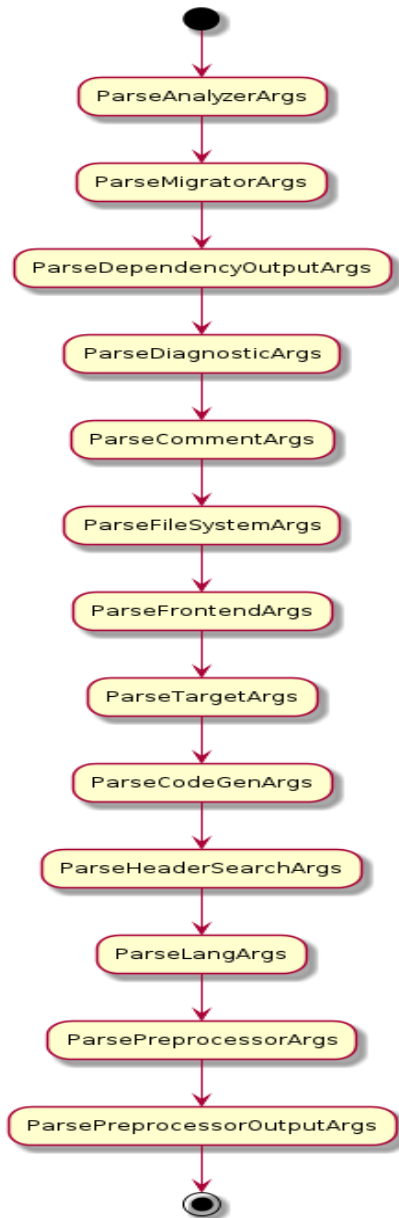 ParseAnalyzerArgs
ParseMigratorArgs
ParseDependencyOutputArgs
ParseDiagnosticArgs
ParseCommentArgs
ParseFileSystemArgs
ParseFrontendArgs
ParseTargetArgs
ParseCodeGenArgs
ParseHeaderSearchArgs
ParseLangArgs
ParsePreprocessorArgs
ParsePreprocessorOutputArgs